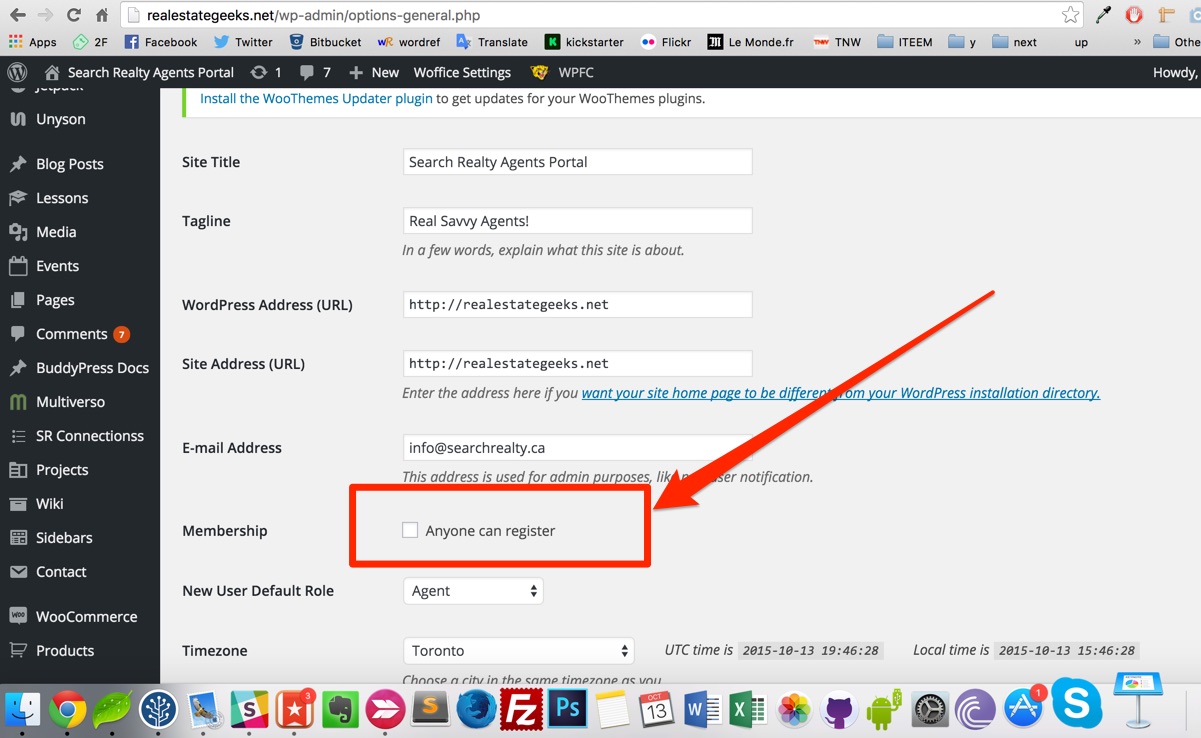 realestategeeks.net/wp-admin/options-general.php
Apps 2F Facebook Twitter Bitbucket wordref Translate kickstarter Flickr Le Monde.fr TNW ITEEM y next up » Othe
Search Realty Agents Portal 1 7 New Woffice Settings WPFC Howdy,
Jetpack
Install the WooThemes Updater plugin to get updates for your WooThemes plugins.
Unyson
Blog Posts
Lessons
Media
Events
Pages
Comments 7
BuddyPress Docs
Multiverso
SR Connectionss
Projects
Wiki
Sidebars
Contact
WooCommerce
Products
Site Title Search Realty Agents Portal
Tagline Real Savvy Agents!
In a few words, explain what this site is about.
WordPress Address (URL) http://realestategeeks.net
Site Address (URL) http://realestategeeks.net
Enter the address here if you want your site home page to be different from your WordPress installation directory.
E-mail Address info@searchrealty.ca
This address is used for admin purposes, like new user notification.
Membership Anyone can register
New User Default Role Agent
Timezone Toronto UTC time is 2015-10-13 19:46:28 Local time is 2015-10-13 15:46:28
Choose a city in the same timezone as you.
3 S Fz Ps OCT 13 W X 1 S